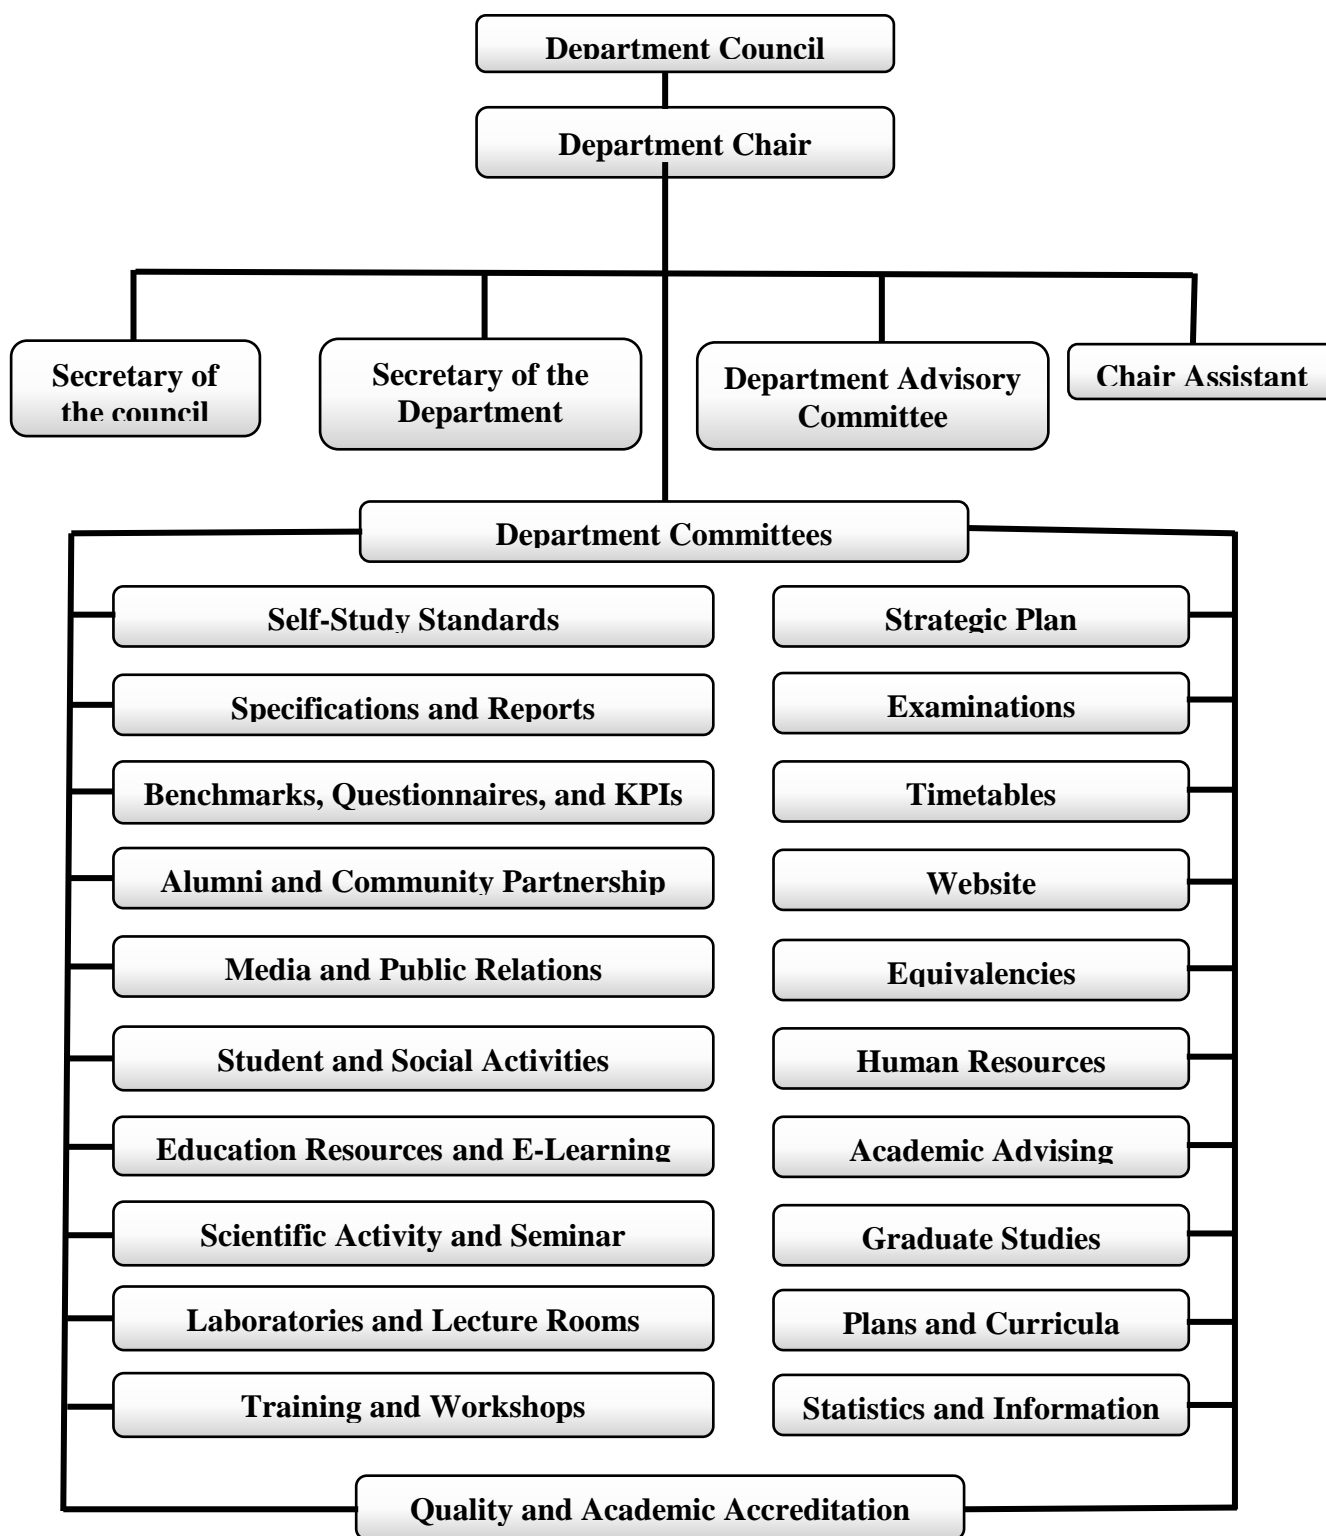 Department Council
Department Chair
Secretary of
the council
Secretary of the
Department
Department Advisory
Committee
Chair Assistant
Department Committees
Self-Study Standards
Strategic Plan
Specifications and Reports
Examinations
Benchmarks, Questionnaires, and KPIs
Timetables
Alumni and Community Partnership
Website
Media and Public Relations
Equivalencies
Student and Social Activities
Human Resources
Education Resources and E-Learning
Academic Advising
Scientific Activity and Seminar
Graduate Studies
Laboratories and Lecture Rooms
Plans and Curricula
Training and Workshops
Statistics and Information
Quality and Academic Accreditation